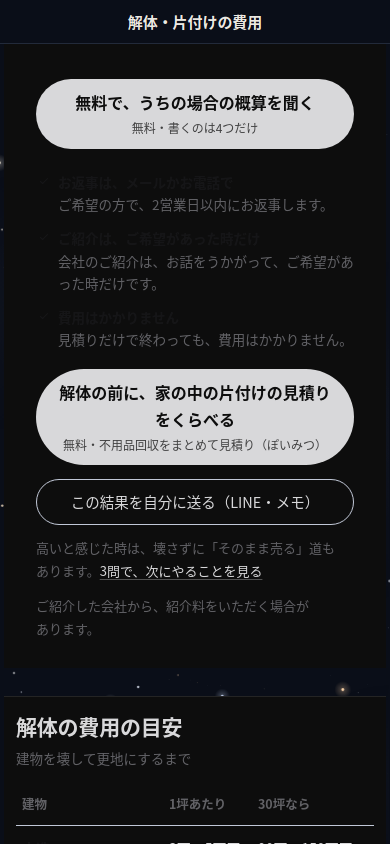 解体・片付けの費用
無料で、うちの場合の概算を聞く
無料・書くのは4つだけ
✓ お返事は、メールかお電話で
ご希望の方で、2営業日以内にお返事します。
✓ ご紹介は、ご希望があった時だけ
会社のご紹介は、お話をうかがって、ご希望があ
った時だけです。
✓ 費用はかかりません
見積りだけで終わっても、費用はかかりません。
解体の前に、家の中の片付けの見積り
をくらべる
無料・不用品回収をまとめて見積り（ぽいみつ）
この結果を自分に送る（LINE・メモ）
高いと感じた時は、壊さずに「そのまま売る」道も
あります。3問で、次にやることを見る
ご紹介した会社から、紹介料をいただく場合が
あります。
解体の費用の目安
建物を壊して更地にするまで
建物 1坪あたり 30坪なら